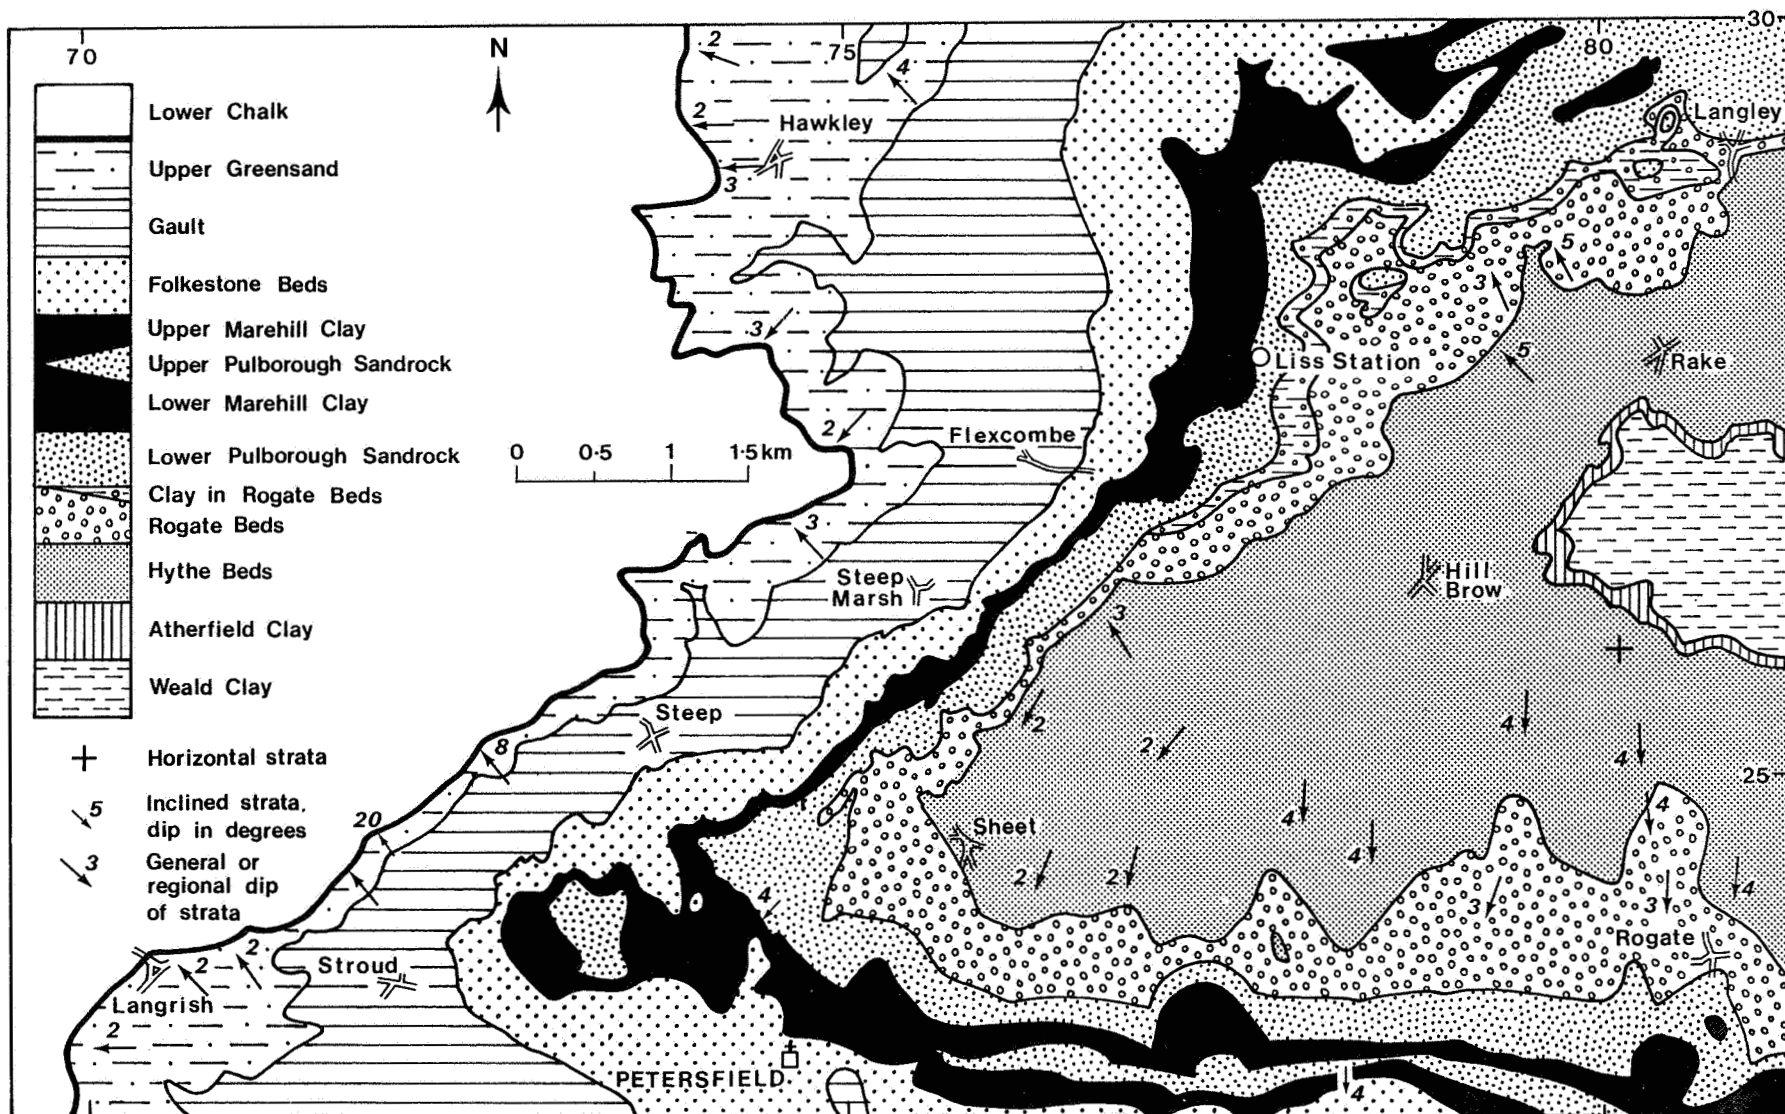 70
N
75
80
30
Lower Chalk
Upper Greensand
Gault
Folkestone Beds
Upper Marehill Clay
Upper Pulborough Sandrock
Lower Marehill Clay
Lower Pulborough Sandrock
Clay in Rogate Beds
Rogate Beds
Hythe Beds
Atherfield Clay
Weald Clay
Horizontal strata
5 Inclined strata,
dip in degrees
3 General or
regional dip
of strata
0 0·5 1 1·5 km
2
4
2
Hawkley
3
Langley
5
3
3
Liss Station
5
Rake
2
Flexcombe
3
Steep
Marsh
Hill
Brow
3
Steep
2
2
4
4
8
25
20
4
4
Sheet
4
2
2
4
4
3
3
Rogate
Stroud
2
2
Langrish
2
PETERSFIELD
4